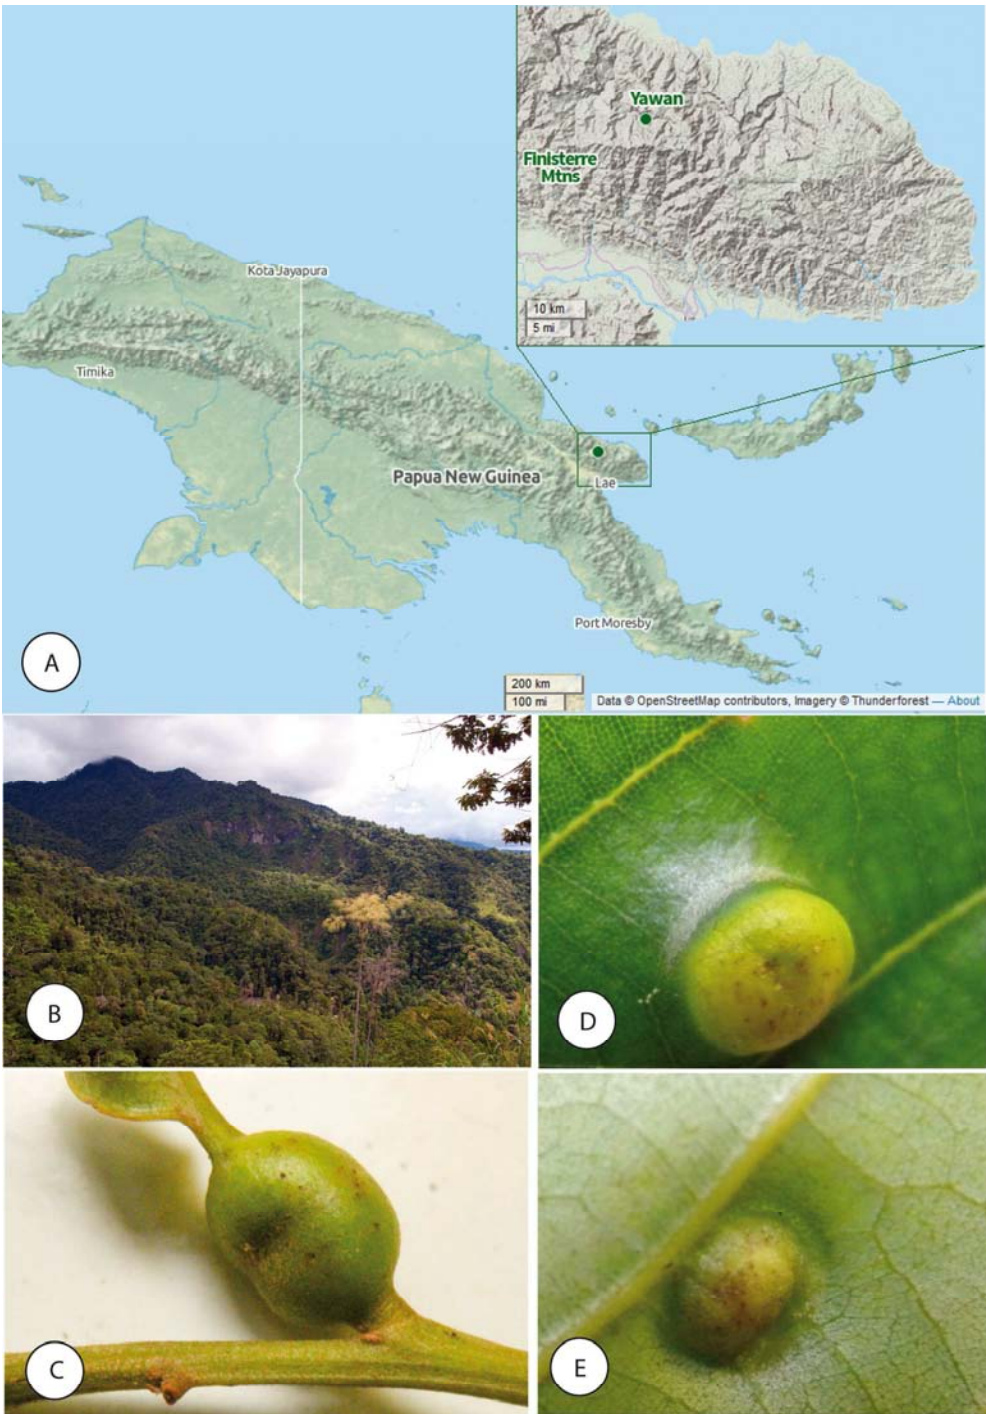 Yawan
Finisterre
Mtns
10 km
5 mi
Kota Jayapura
Timika
Papua New Guinea
Lae
Port Moresby
A
200 km
100 mi
Data © OpenStreetMap contributors, Imagery © Thunderforest — About
B
D
C
E